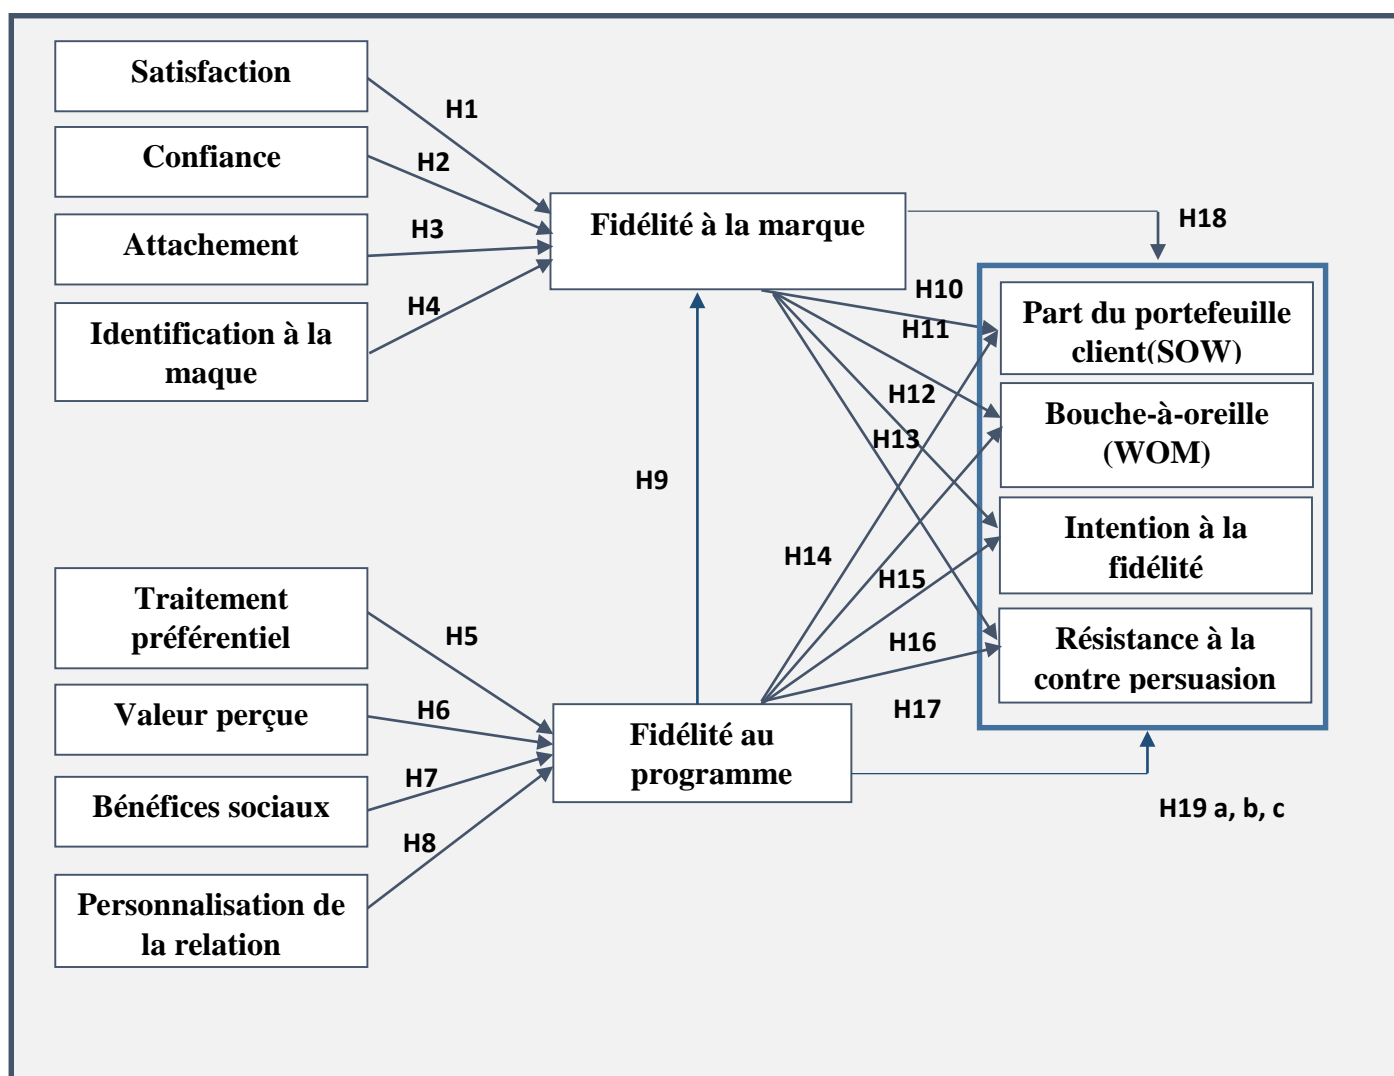 Satisfaction
H1
Confiance
H2
Attachement
H3
Identification à la
maque
H4
Fidélité à la marque
H18
H10
H11
H12
H13
Part du portefeuille
client(SOW)
Bouche-à-oreille
(WOM)
Intention à la
fidélité
Résistance à la
contre persuasion
H9
H14
H15
H16
H17
Traitement
préférentiel
H5
Valeur perçue
H6
Bénéfices sociaux
H7
H8
Personnalisation de
la relation
Fidélité au
programme
H19 a, b, c